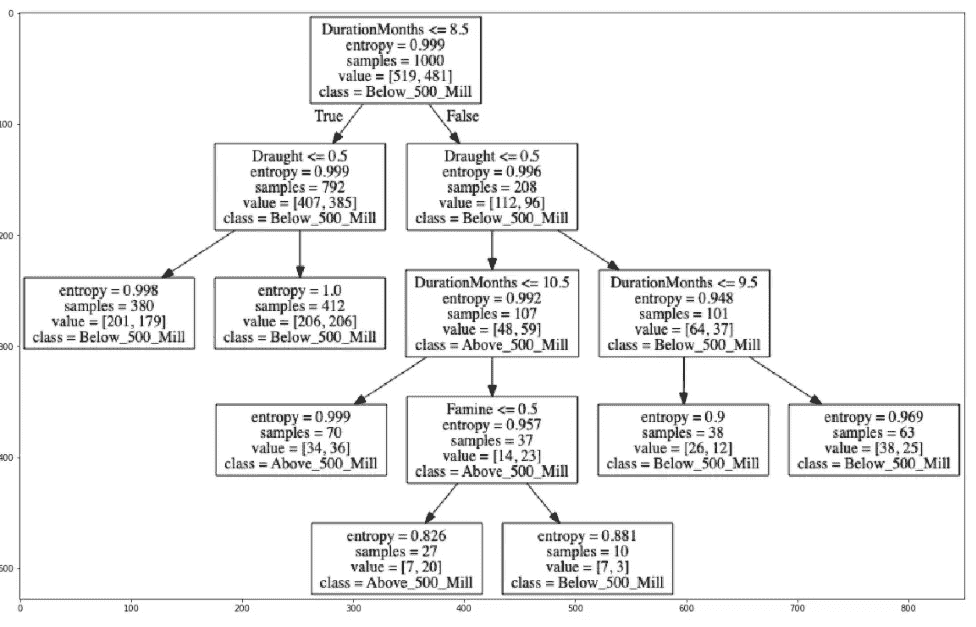 0
DurationMonths <= 8.5
entropy = 0.999
samples = 1000
value = [519, 481]
class = Below_500_Mill
100
True
False
Draught <= 0.5
entropy = 0.999
samples = 792
value = [407, 385]
class = Below_500_Mill
Draught <= 0.5
entropy = 0.996
samples = 208
value = [112, 96]
class = Below_500_Mill
200
entropy = 0.998
samples = 380
value = [201, 179]
class = Below_500_Mill
entropy = 1.0
samples = 412
value = [206, 206]
class = Below_500_Mill
DurationMonths <= 10.5
entropy = 0.992
samples = 107
value = [48, 59]
class = Above_500_Mill
DurationMonths <= 9.5
entropy = 0.948
samples = 101
value = [64, 37]
class = Below_500_Mill
300
entropy = 0.999
samples = 70
value = [34, 36]
class = Above_500_Mill
Famine <= 0.5
entropy = 0.957
samples = 37
value = [14, 23]
class = Above_500_Mill
entropy = 0.9
samples = 38
value = [26, 12]
class = Below_500_Mill
entropy = 0.969
samples = 63
value = [38, 25]
class = Below_500_Mill
400
entropy = 0.826
samples = 27
value = [7, 20]
class = Above_500_Mill
entropy = 0.881
samples = 10
value = [7, 3]
class = Below_500_Mill
500
0 100 200 300 400 500 600 700 800